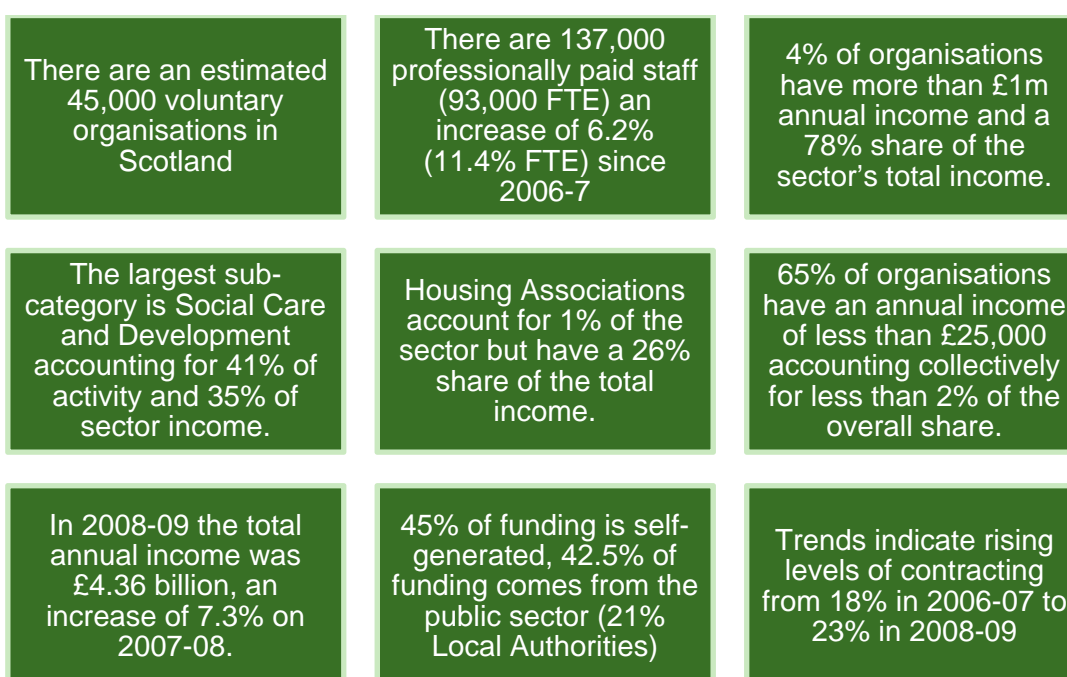 There are an estimated
45,000 voluntary
organisations in
Scotland
There are 137,000
professionally paid staff
(93,000 FTE) an
increase of 6.2%
(11.4% FTE) since
2006-7
4% of organisations
have more than £1m
annual income and a
78% share of the
sector’s total income.
The largest sub-
category is Social Care
and Development
accounting for 41% of
activity and 35% of
sector income.
Housing Associations
account for 1% of the
sector but have a 26%
share of the total
income.
65% of organisations
have an annual income
of less than £25,000
accounting collectively
for less than 2% of the
overall share.
In 2008-09 the total
annual income was
£4.36 billion, an
increase of 7.3% on
2007-08.
45% of funding is self-
generated, 42.5% of
funding comes from the
public sector (21%
Local Authorities)
Trends indicate rising
levels of contracting
from 18% in 2006-07 to
23% in 2008-09